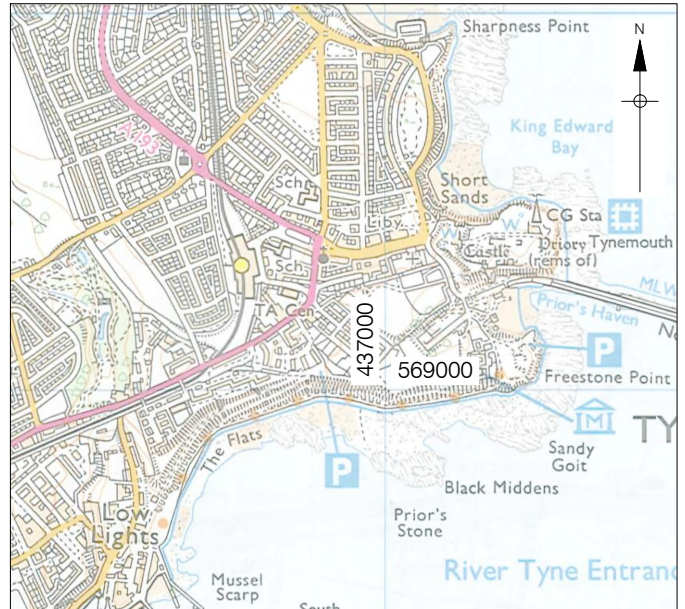 Sharpness Point
N
A193
King Edward
Bay
Sch
Short
Sands
CG Sta
Liby
W
W
Castle
Priory
(rems of)
Tynemouth
Sch
MLW
TA Cen
Prior's Haven
437000
569000
P
Freestone Point
M
TY
The Flats
P
Sandy
Goit
Black Middens
Low
Lights
Prior's
Stone
River Tyne Entranc
Mussel
Scarp